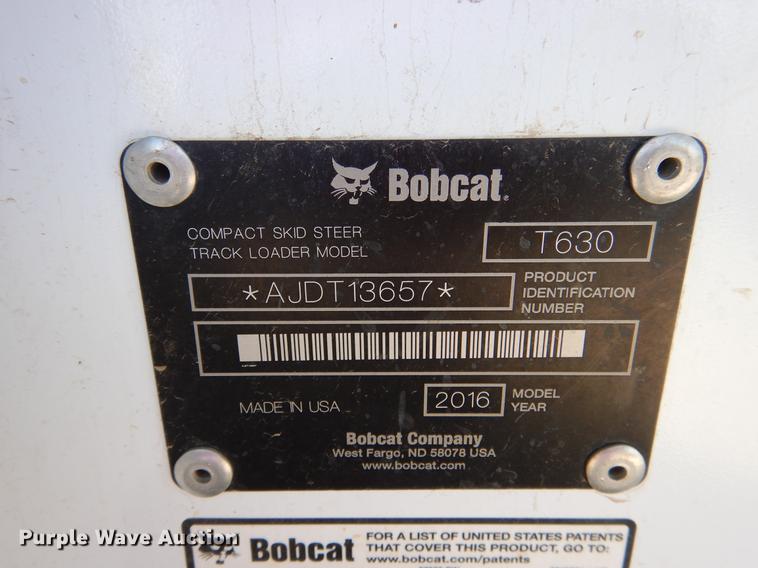 Bobcat.
COMPACT SKID STEER
TRACK LOADER MODEL
T630
*AJDT13657*
PRODUCT
IDENTIFICATION
NUMBER
MADE IN USA
2016
MODEL
YEAR
Bobcat Company
West Fargo, ND 58078 USA
www.bobcat.com
Purple Wave Auction
Bobcat
FOR A LIST OF UNITED STATES PATENTS
THAT COVER THIS PRODUCT, GO TO:
www.bobcat.com/patents